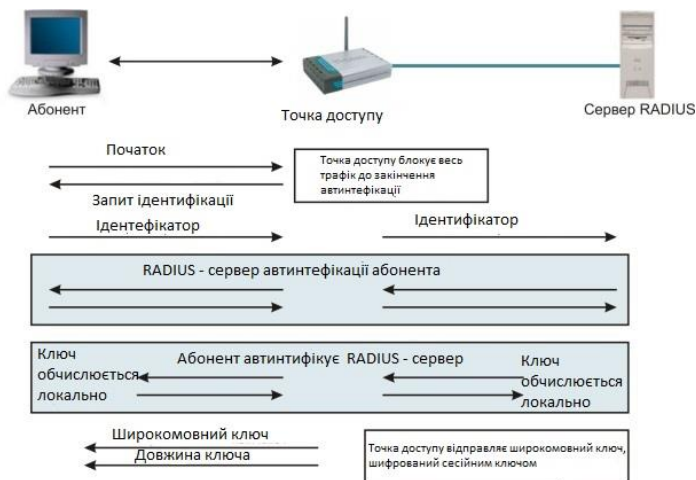 Абонент
Точка доступу
Сервер RADIUS
Початок
Точка доступу блокує весь
трафік до закінчення
автинтефікації
Запит ідентифікації
Ідентефікатор
Ідентифікатор
RADIUS - сервер автинтефікації абонента
Ключ
обчислюється
локально
Абонент автинтифікує RADIUS - сервер
Ключ
обчислюється
локально
Широкомовний ключ
Довжина ключа
Точка доступу відправляє широкомовний ключ,
шифрований сесійним ключом